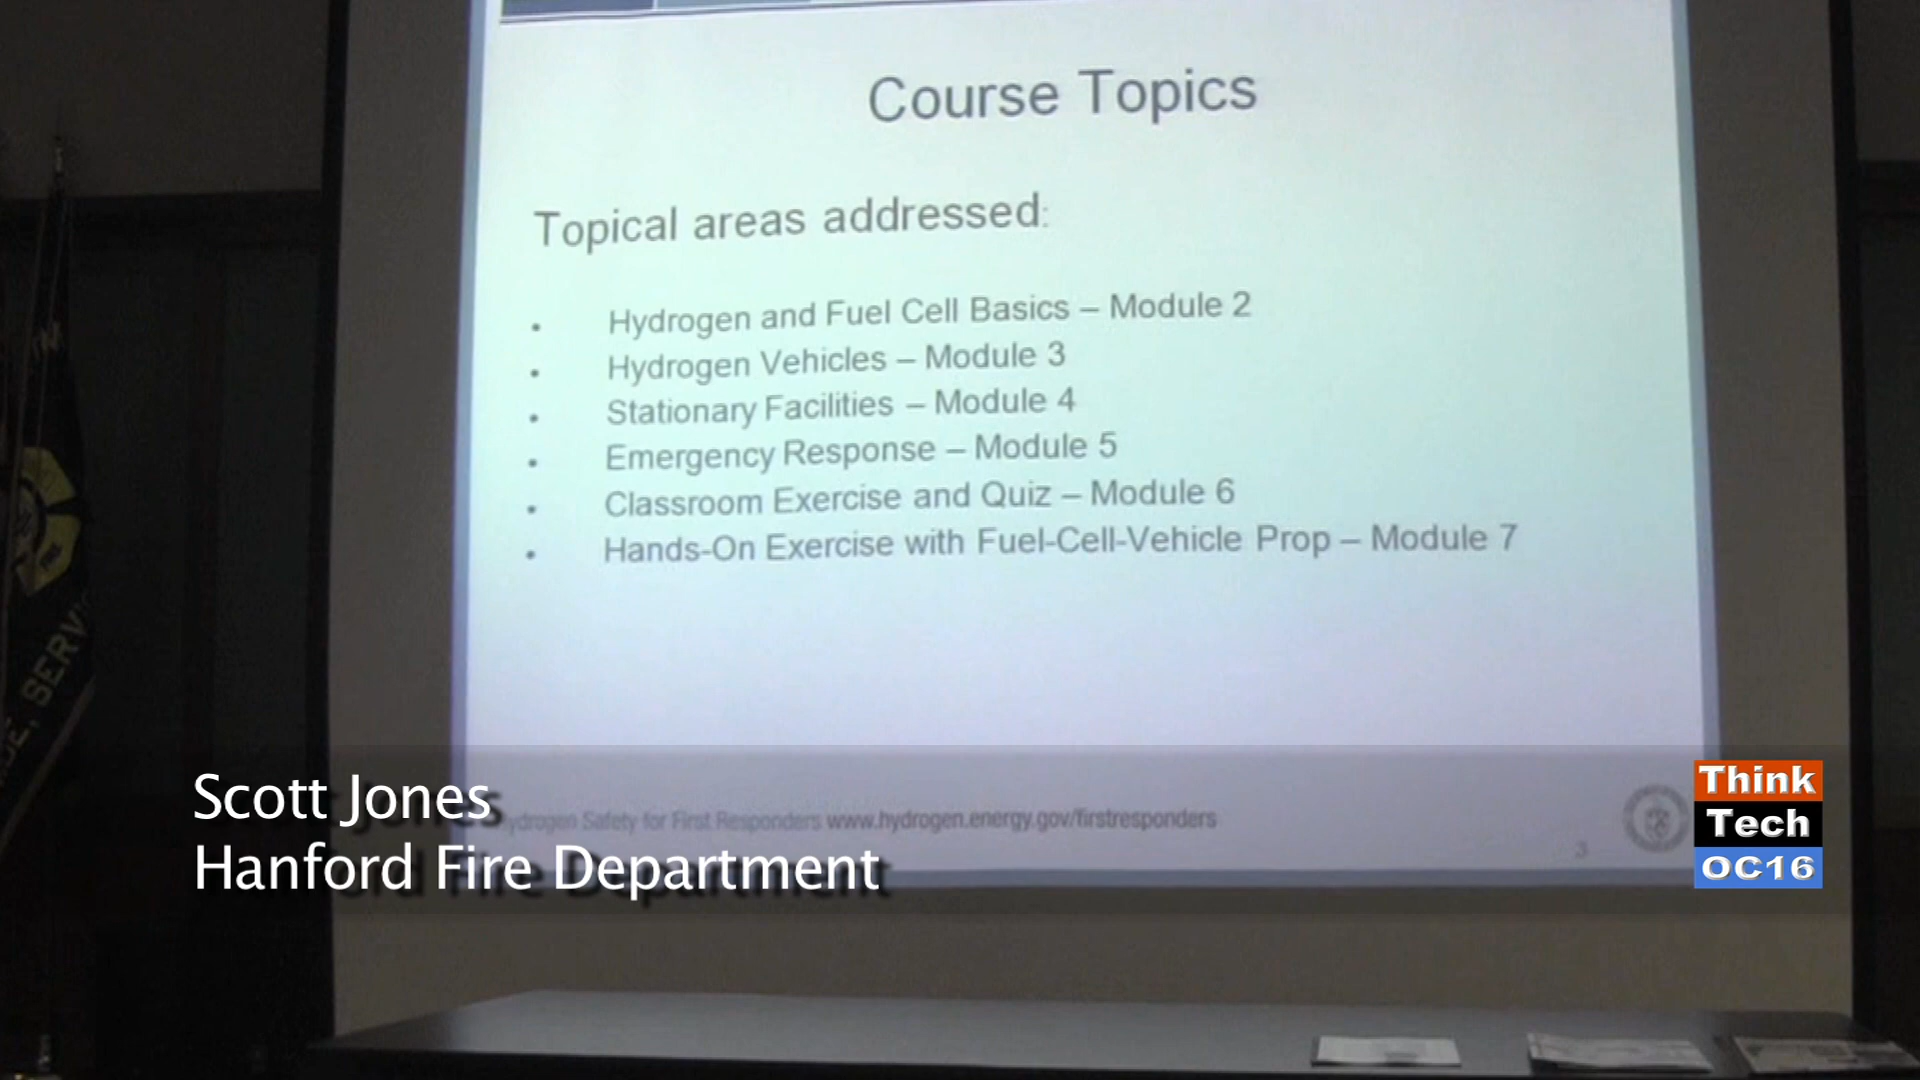 Course Topics
Topical areas addressed:
• Hydrogen and Fuel Cell Basics – Module 2
• Hydrogen Vehicles – Module 3
• Stationary Facilities – Module 4
• Emergency Response – Module 5
• Classroom Exercise and Quiz – Module 6
• Hands-On Exercise with Fuel-Cell-Vehicle Prop – Module 7
Hydrogen Safety for First Responders www.hydrogen.energy.gov/firstresponders
3
Scott Jones
Hanford Fire Department
Think
Tech
OC16